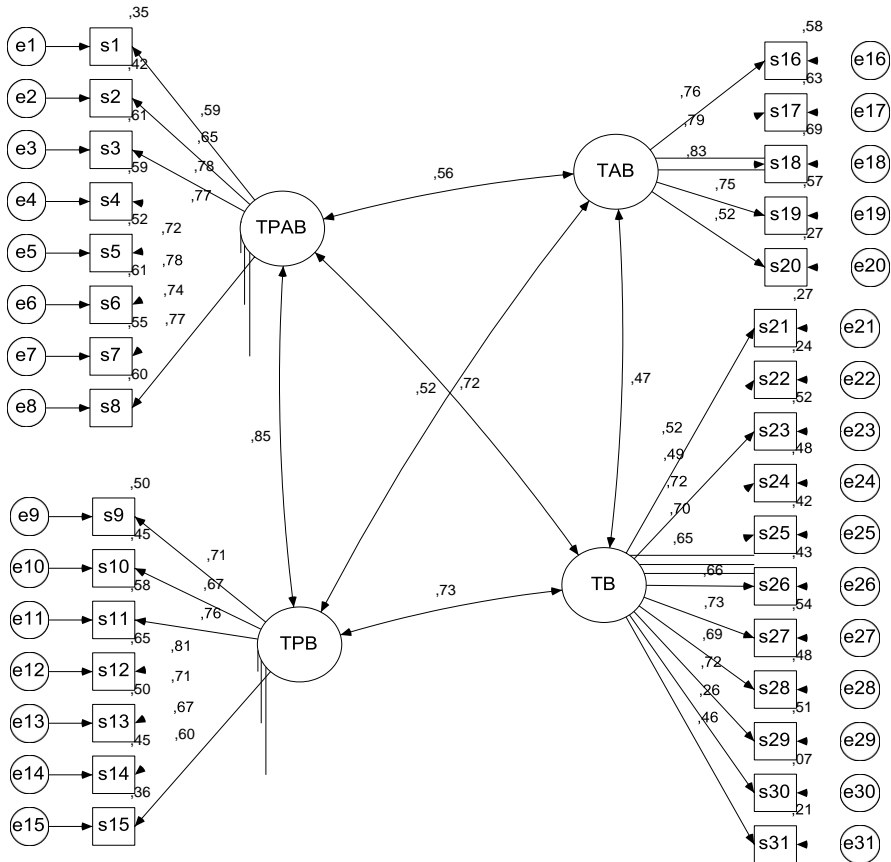 ,35
,58
e1 s1
s16 e16
,42
,76
,63
e2 s2
,59
,79
s17 e17
,61
,65
,69
e3 s3
,78
,83
TAB
s18 e18
,59
,56
,57
e4 s4
,77
,75
s19 e19
,52
,72
TPAB
,52
,27
e5 s5
,78
s20 e20
,61
,74
,27
e6 s6
,77
s21 e21
,55
,24
e7 s7
,60
s22 e22
,52 ,72 ,47
,52
e8 s8
,85
,52
s23 e23
,48
,49
,50
,72
s24 e24
e9 s9
,70
,42
,45
,71
,65
s25 e25
e10 s10
,67
,43
,58
,73
TB
,66
s26 e26
e11 s11
,76
,73
,54
,65
,81
TPB
,69
s27 e27
e12 s12
,71
,72
,48
,50
,67
,26
s28 e28
e13 s13
,60
,46
,51
,45
s29 e29
e14 s14
,07
,36
s30 e30
e15 s15
,21
s31 e31